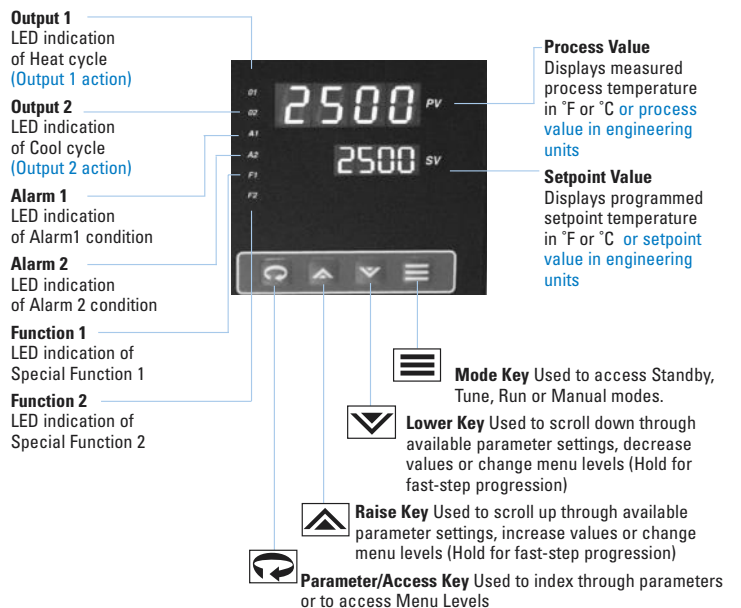 Output 1
LED indication
of Heat cycle
(Output 1 action)
Output 2
LED indication
of Cool cycle
(Output 2 action)
Alarm 1
LED indication
of Alarm1 condition
Alarm 2
LED indication
of Alarm 2 condition
Function 1
LED indication of
Special Function 1
Function 2
LED indication of
Special Function 2
01
02
A1
A2
F1
F2
2500 PV
2500 SV
Process Value
Displays measured
process temperature
in ˚F or ˚C or process
value in engineering
units
Setpoint Value
Displays programmed
setpoint temperature
in ˚F or ˚C or setpoint
value in engineering
units
Mode Key Used to access Standby,
Tune, Run or Manual modes.
Lower Key Used to scroll down through
available parameter settings, decrease
values or change menu levels (Hold for
fast-step progression)
Raise Key Used to scroll up through available
parameter settings, increase values or change
menu levels (Hold for fast-step progression)
Parameter/Access Key Used to index through parameters
or to access Menu Levels